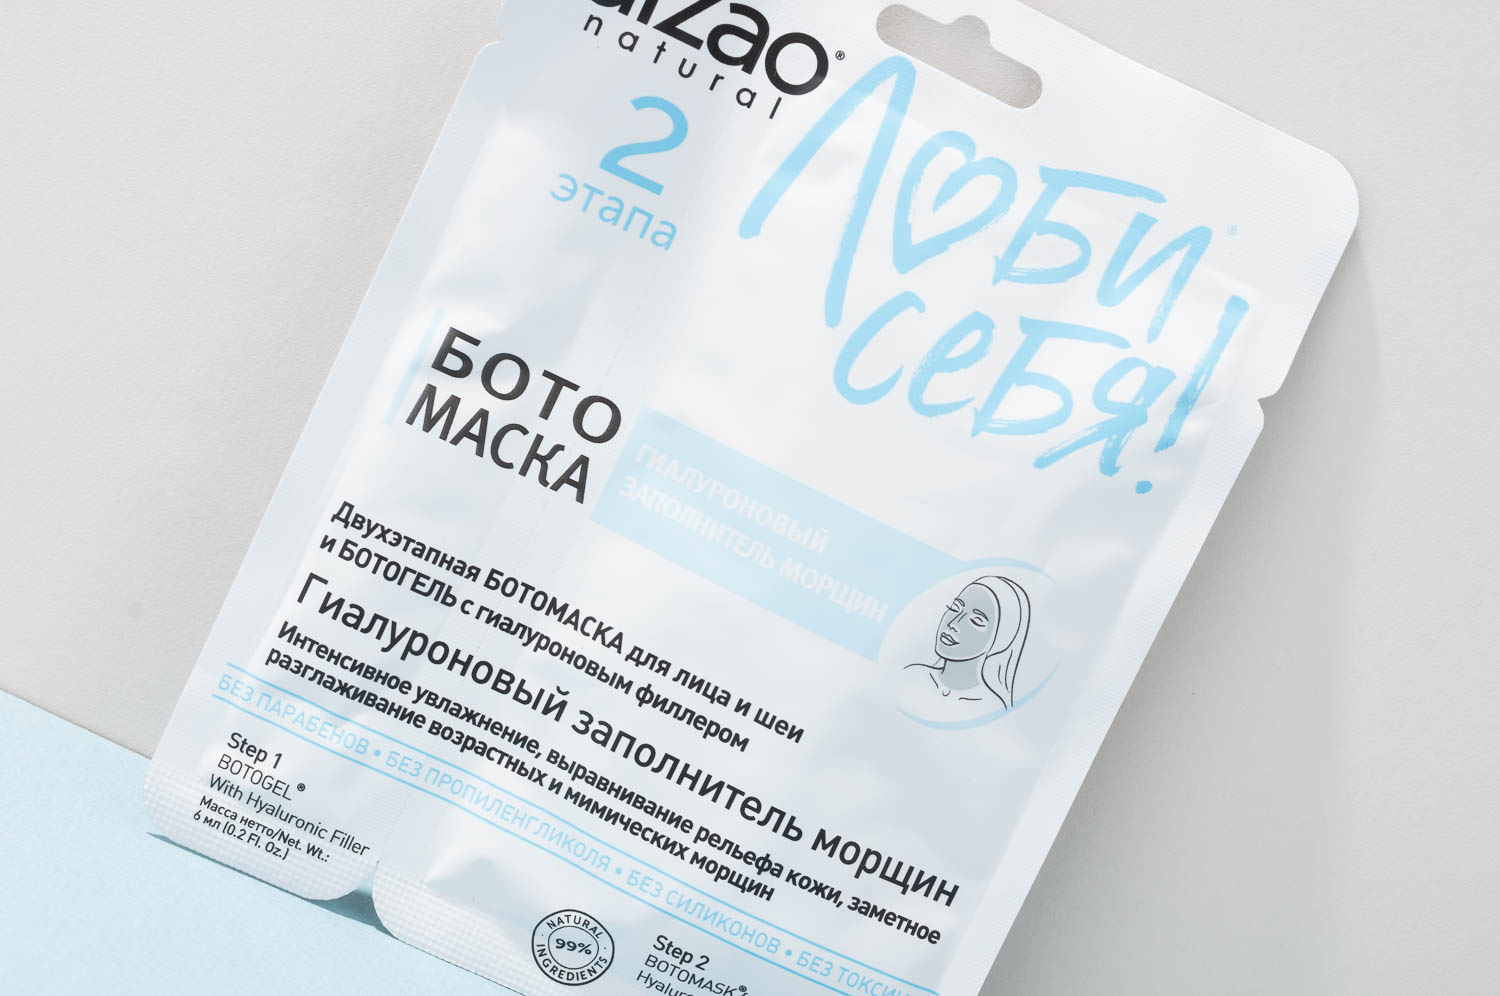 natural
2
этапа
Люби
себя!
БОТО
МАСКА
ГИАЛУРОНОВЫЙ
ЗАПОЛНИТЕЛЬ МОРЩИН
Двухэтапная БОТОМАСКА для лица и шеи
и БОТОГЕЛЬ с гиалуроновым филлером
Гиалуроновый заполнитель морщин
Интенсивное увлажнение, выравнивание рельефа кожи, заметное
разглаживание возрастных и мимических морщин
БЕЗ ПАРАБЕНОВ • БЕЗ ПРОПИЛЕНГЛИКОЛЯ • БЕЗ СИЛИКОНОВ • БЕЗ
Step 1
BOTOGEL®
With Hyaluronic Filler
Масса нетто/Net. Wt.:
6 мл (0.2 Fl. Oz.)
NATURAL
99%
INGREDIENTS
Step 2
BOTOMASK®